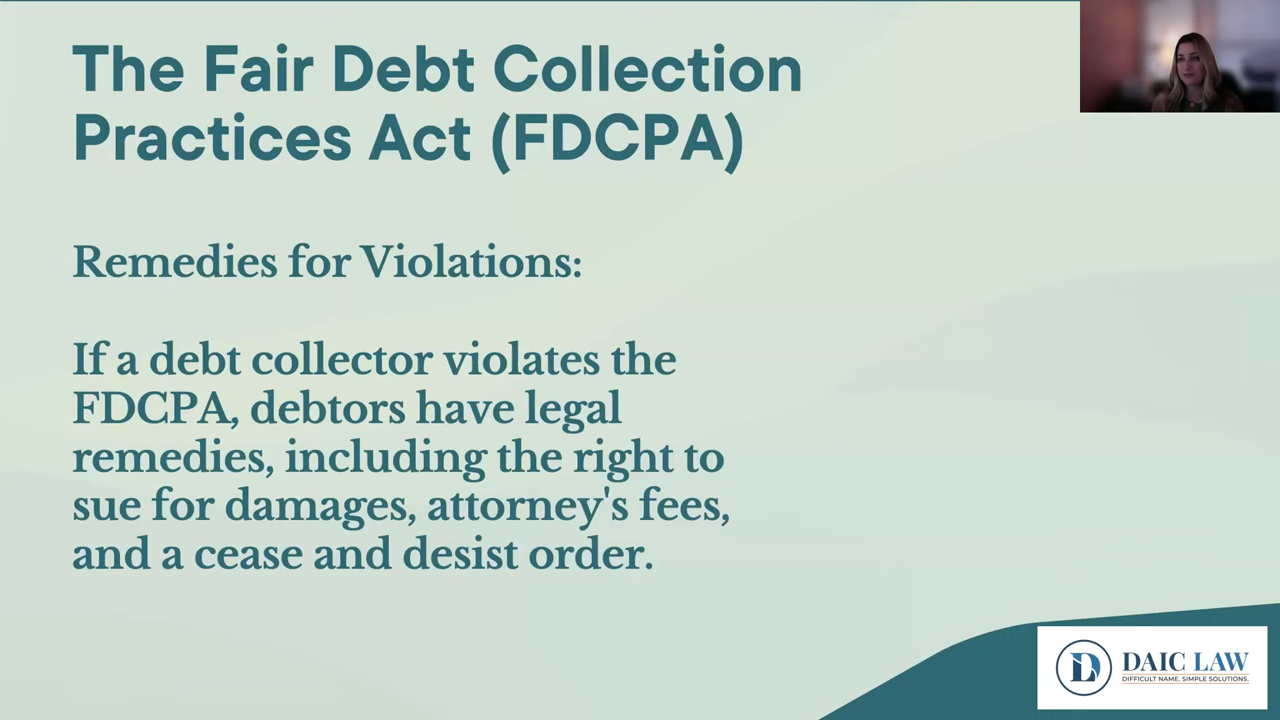 The Fair Debt Collection
Practices Act (FDCPA)
Remedies for Violations:
If a debt collector violates the
FDCPA, debtors have legal
remedies, including the right to
sue for damages, attorney's fees,
and a cease and desist order.
DAIC LAW
DIFFICULT NAME. SIMPLE SOLUTIONS.